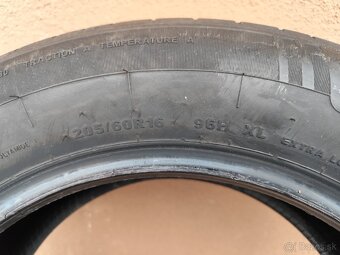 TRACTION A TEMPERATURE A
205/60R16 96H XL EXTRA LO
bazos.sk